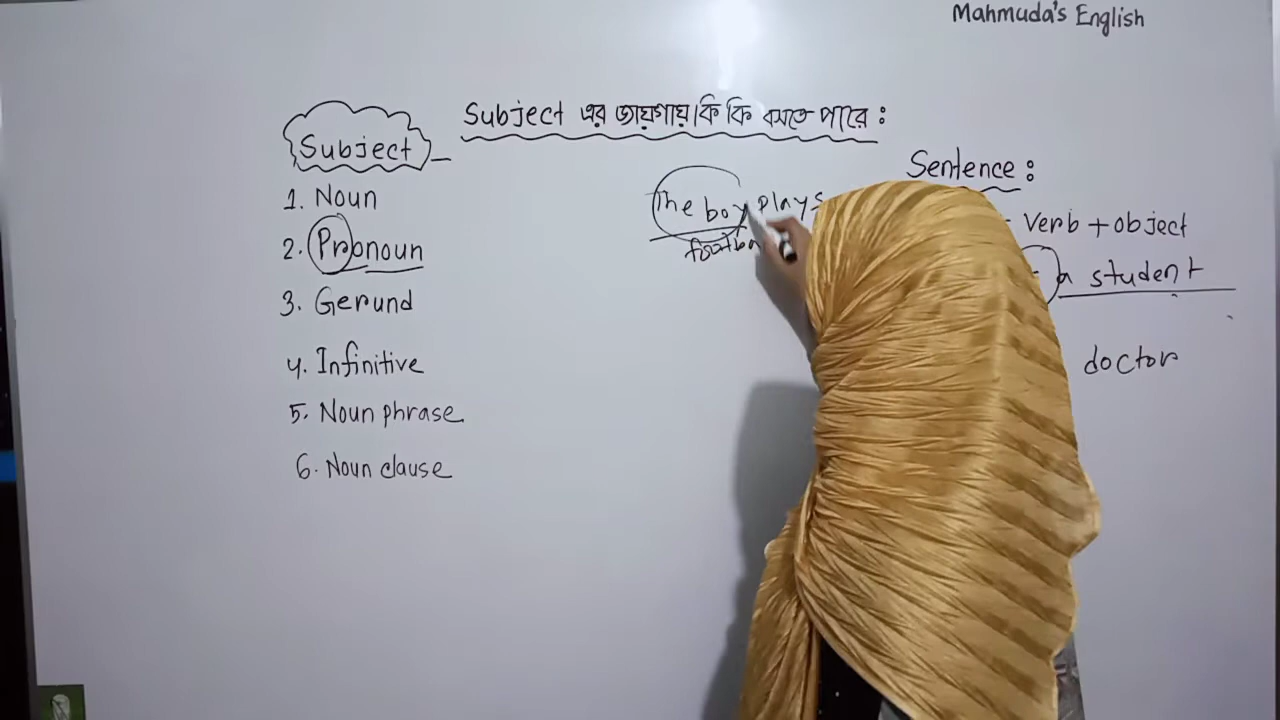 Mahmuda's English
Subject এর জায়গায় কি কি বসতে পারে :
Subject
1. Noun
2. Pronoun
3. Gerund
4. Infinitive
5. Noun phrase
6. Noun clause
The boy plays
Sentence :
verb + object
a student
doctor